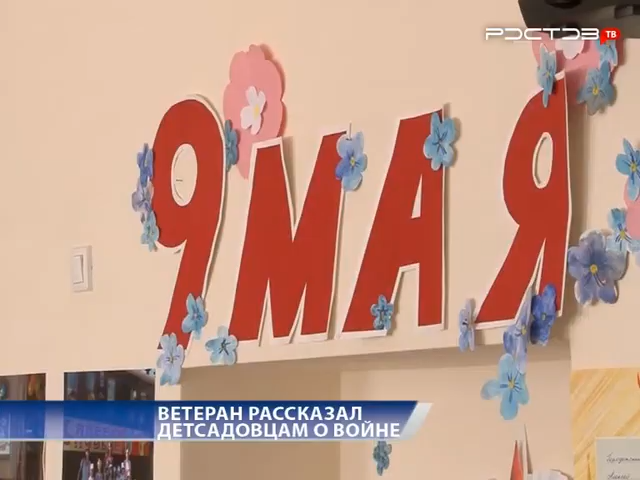 РОСТОВ ТВ
9 МАЯ
ВЕТЕРАН РАССКАЗАЛ
ДЕТСАДОВЦАМ О ВОЙНЕ